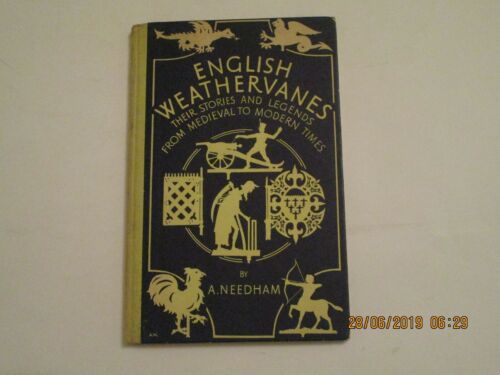 ENGLISH
WEATHERVANES
THEIR STORIES AND LEGENDS
FROM MEDIEVAL TO MODERN TIMES
BY
A. NEEDHAM
A.N.
28/06/2019 06:29